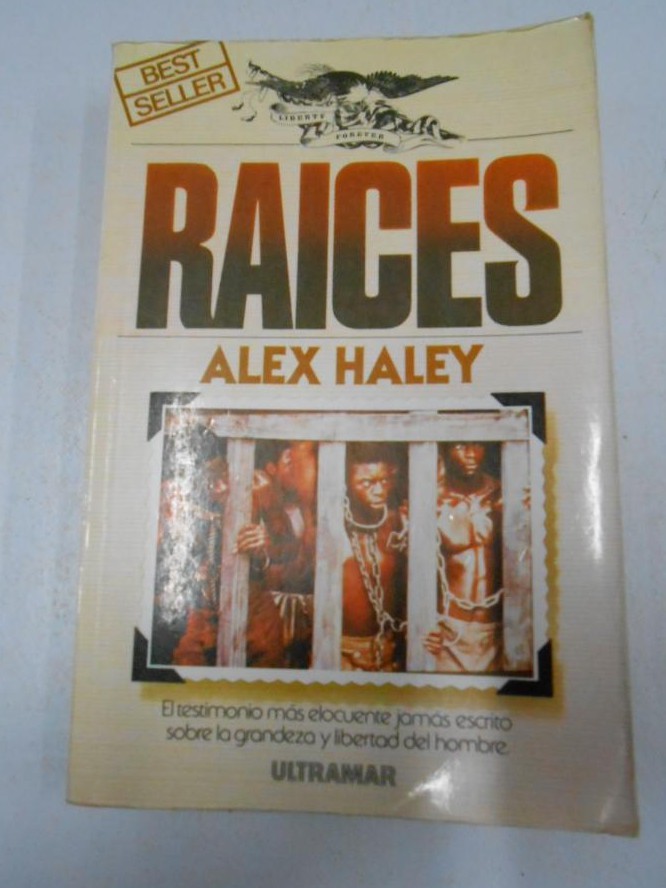 BEST
SELLER
LIBERTY
FOREVER
RAICES
ALEX HALEY
El testimonio más elocuente jamás escrito
sobre la grandeza y libertad del hombre.
ULTRAMAR